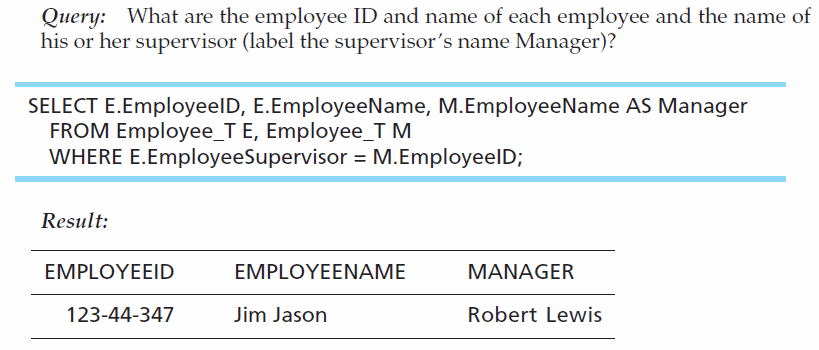 Query: What are the employee ID and name of each employee and the name of
his or her supervisor (label the supervisor's name Manager)?
SELECT E.EmployeeID, E.EmployeeName, M.EmployeeName AS Manager
FROM Employee_T E, Employee_T M
WHERE E.EmployeeSupervisor = M.EmployeeID;
Result:
EMPLOYEEID EMPLOYEENAME MANAGER
123-44-347 Jim Jason Robert Lewis